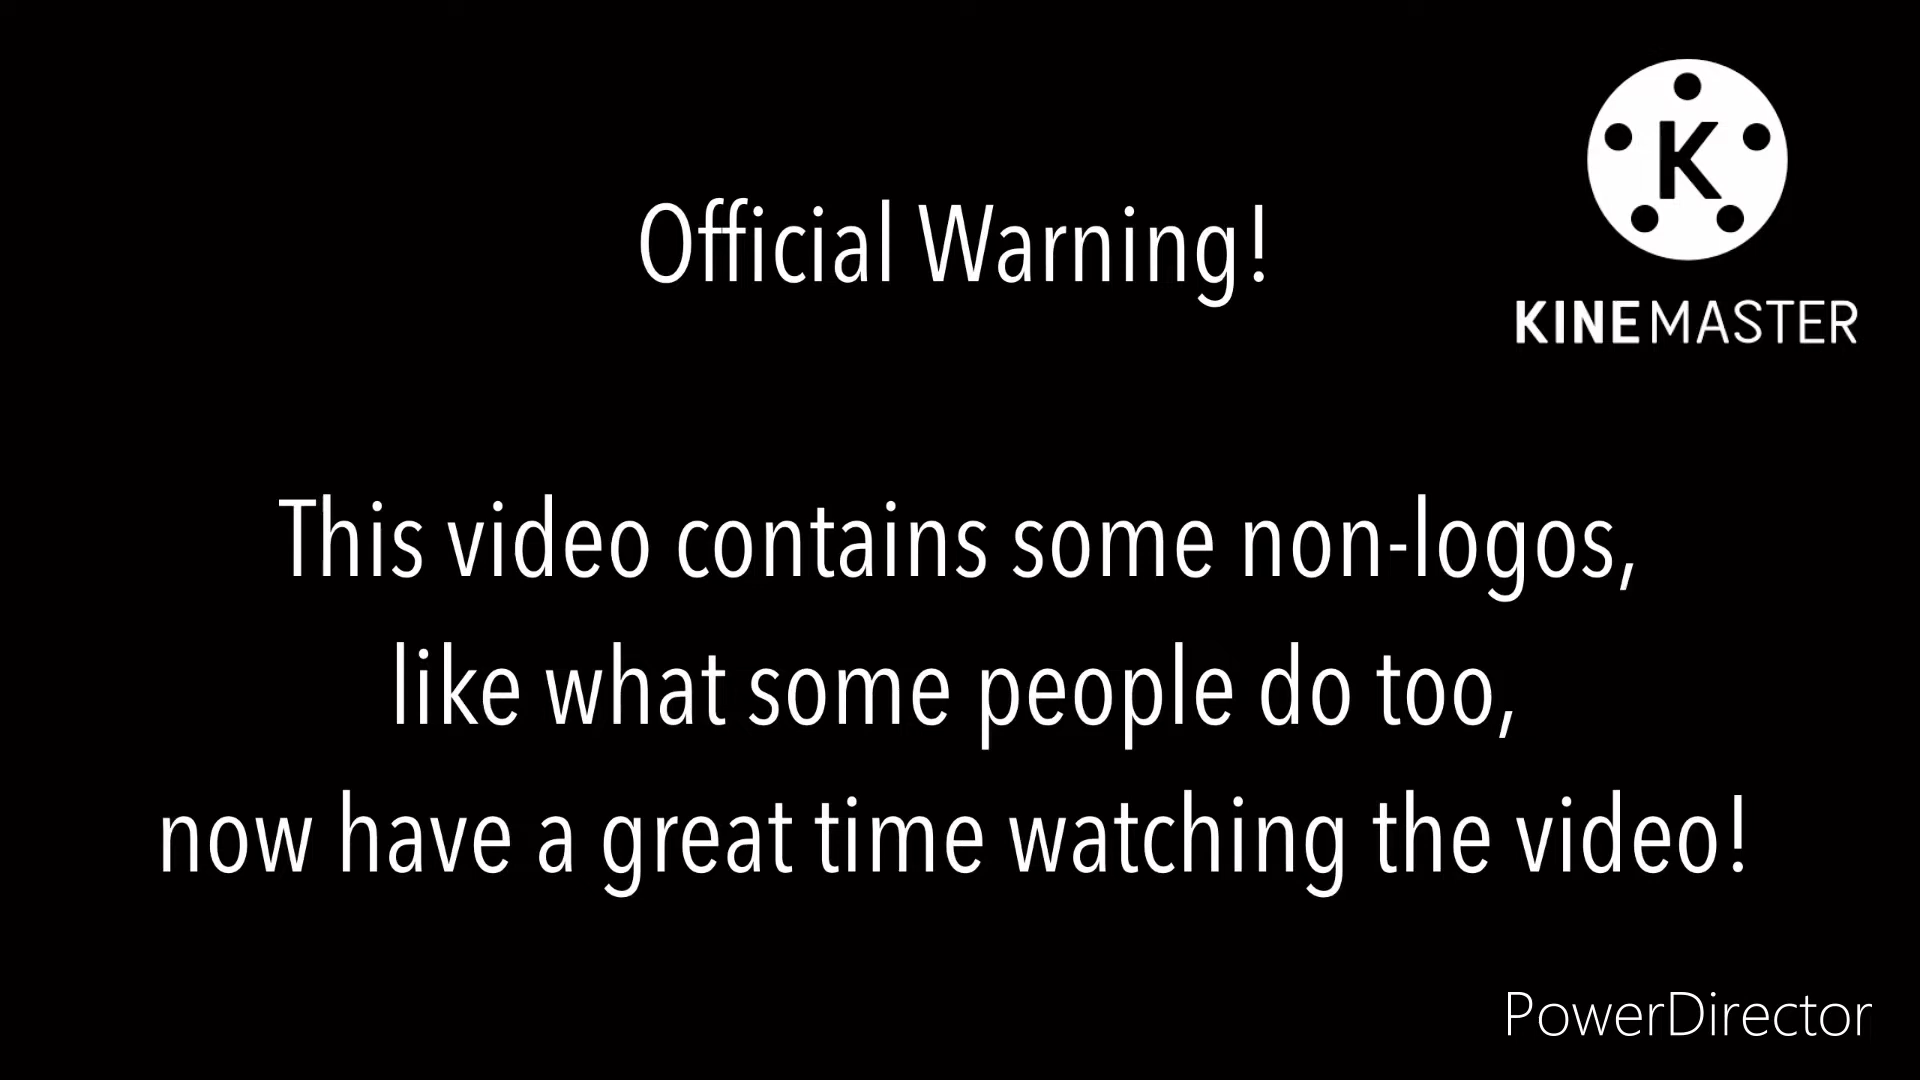 K
KINEMASTER
Official Warning!
This video contains some non-logos,
like what some people do too,
now have a great time watching the video!
PowerDirector